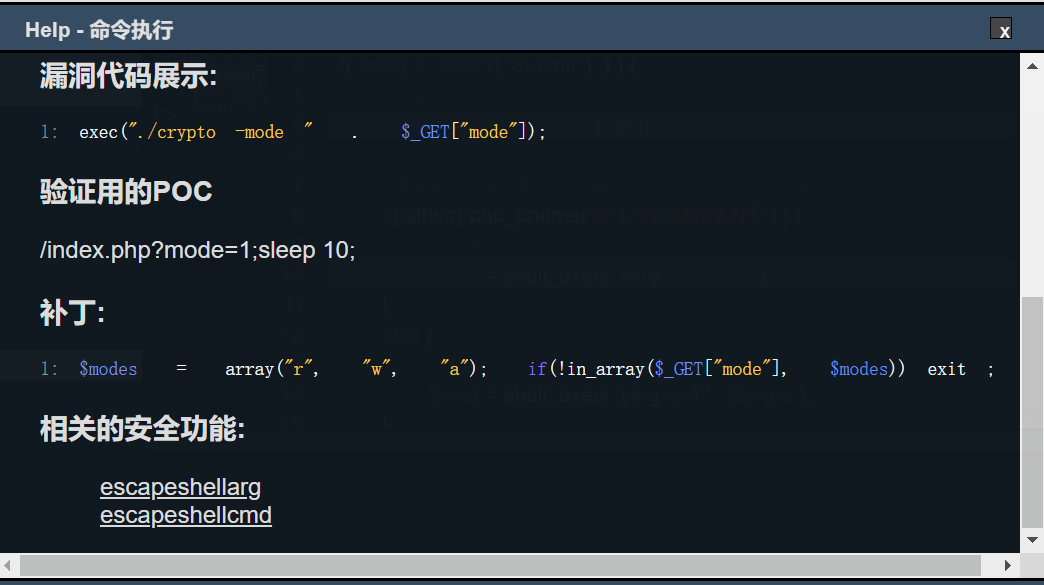 Help - 命令执行
x
漏洞代码展示:
1: exec("./crypto -mode " . $_GET["mode"]);
验证用的POC
/index.php?mode=1;sleep 10;
补丁:
1: $modes = array("r", "w", "a"); if(!in_array($_GET["mode"], $modes)) exit ;
相关的安全功能:
escapeshellarg
escapeshellcmd